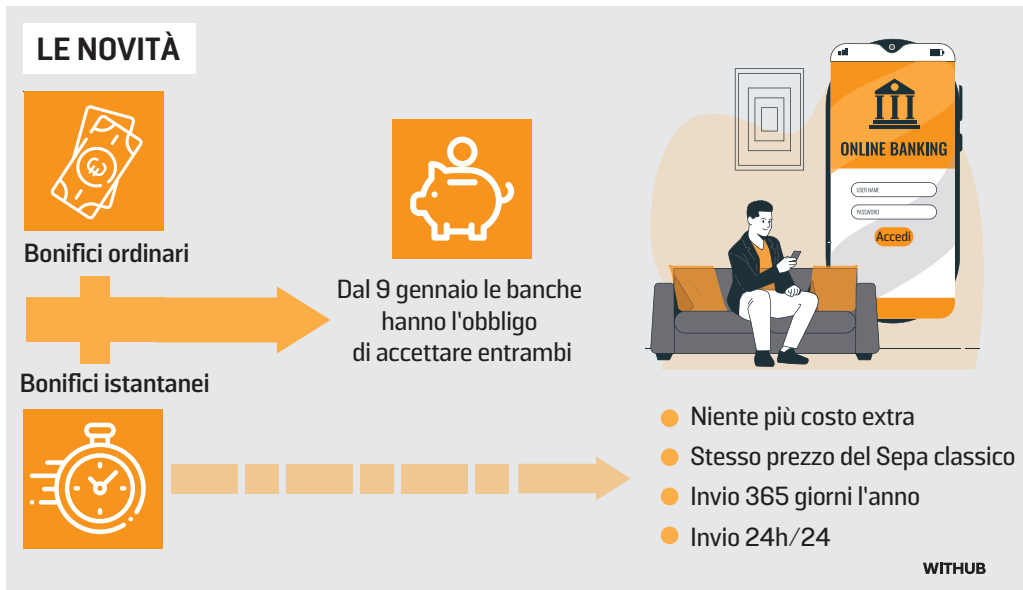 LE NOVITÀ
Bonifici ordinari
Dal 9 gennaio le banche
hanno l'obbligo
di accettare entrambi
Bonifici istantanei
ONLINE BANKING
USER NAME
PASSWORD
Accedi
Niente più costo extra
Stesso prezzo del Sepa classico
Invio 365 giorni l'anno
Invio 24h/24
WITHUB